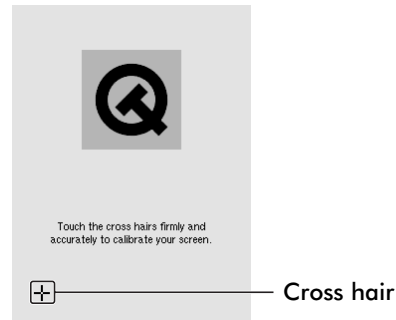 Touch the cross hairs firmly and
accurately to calibrate your screen.
Cross hair